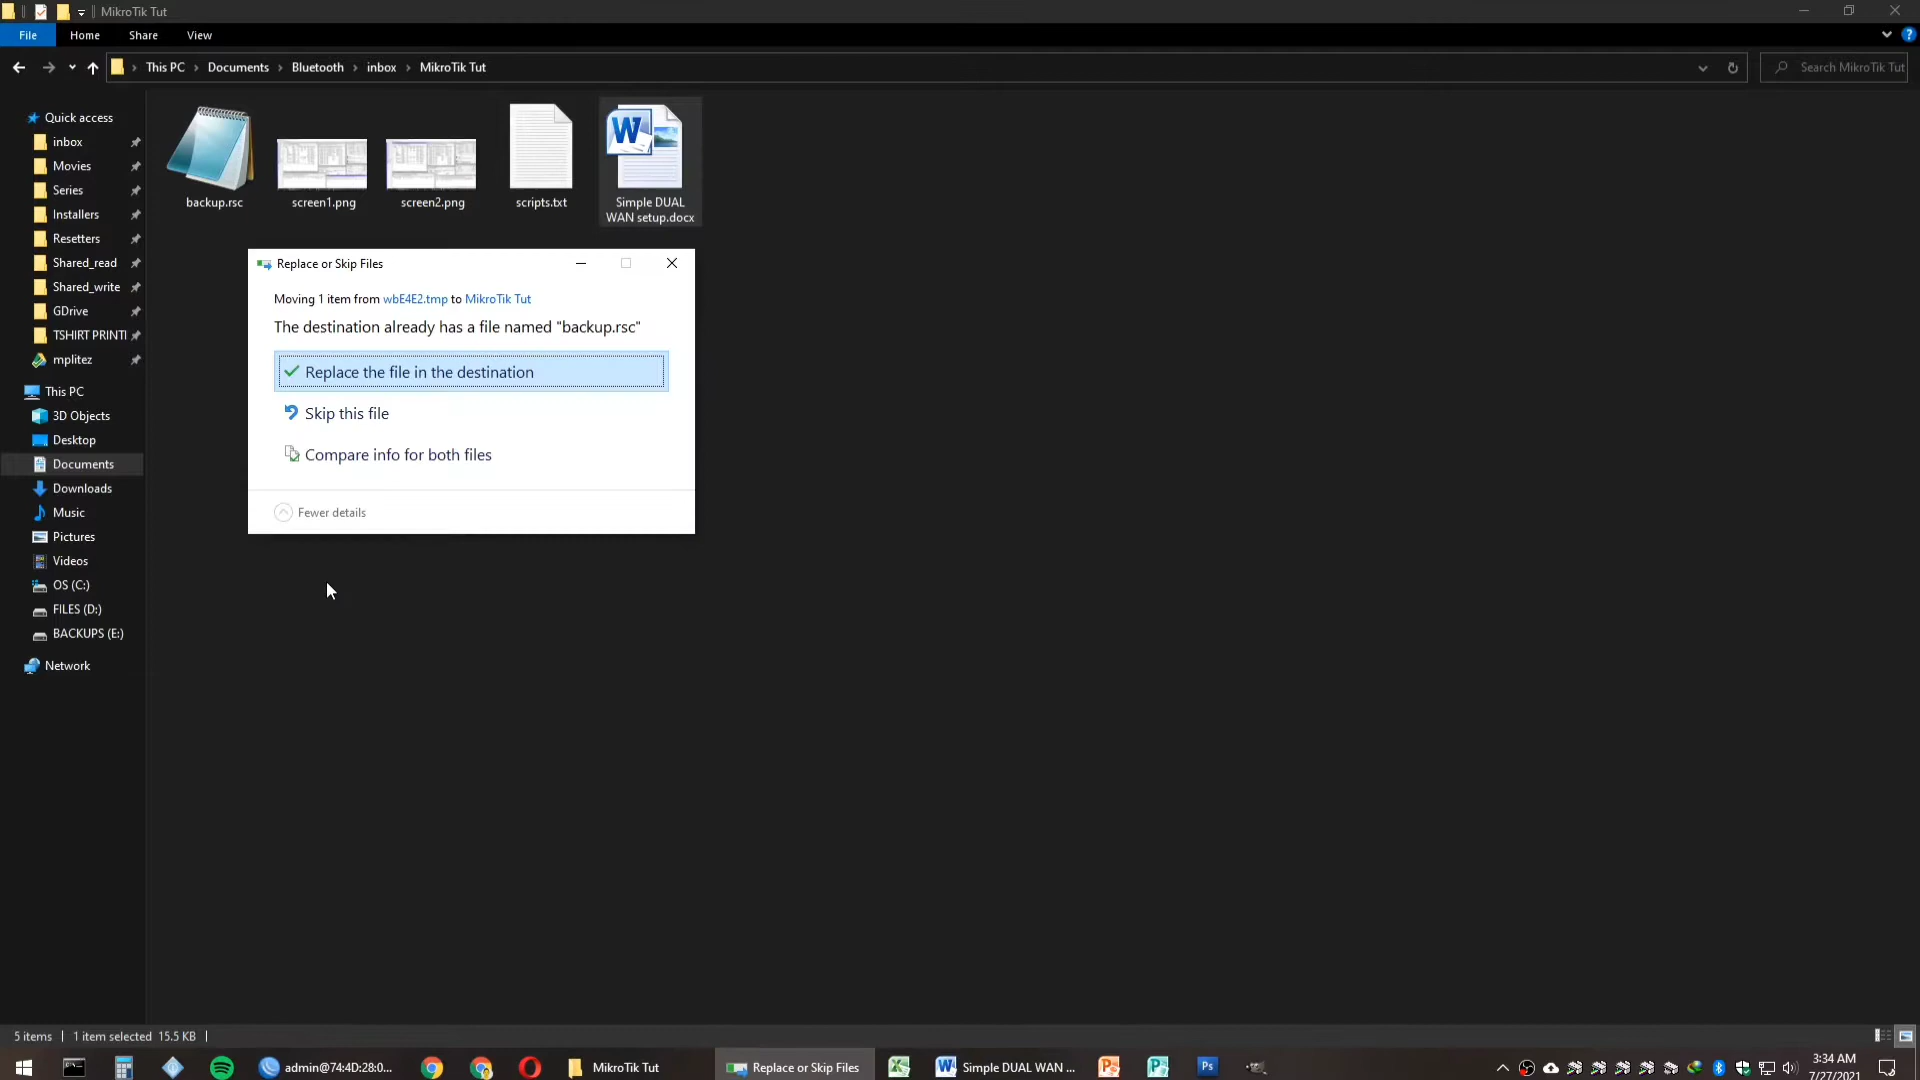 MikroTik Tut
File
Home
Share
View
This PC
Documents
Bluetooth
inbox
MikroTik Tut
Search MikroTik Tut
Quick access
inbox
Movies
Series
Installers
Resetters
Shared_read
Shared_write
GDrive
TSHIRT PRINTI
mplitez
This PC
3D Objects
Desktop
Documents
Downloads
Music
Pictures
Videos
OS (C:)
FILES (D:)
BACKUPS (E:)
Network
backup.rsc
screen1.png
screen2.png
scripts.txt
Simple DUAL
WAN setup.docx
Replace or Skip Files
Moving 1 item from wbE4E2.tmp to MikroTik Tut
The destination already has a file named "backup.rsc"
Replace the file in the destination
Skip this file
Compare info for both files
Fewer details
5 items
1 item selected 15.5 KB
admin@74:4D:28:0...
MikroTik Tut
Replace or Skip Files
Simple DUAL WAN ...
3:34 AM
7/27/2021